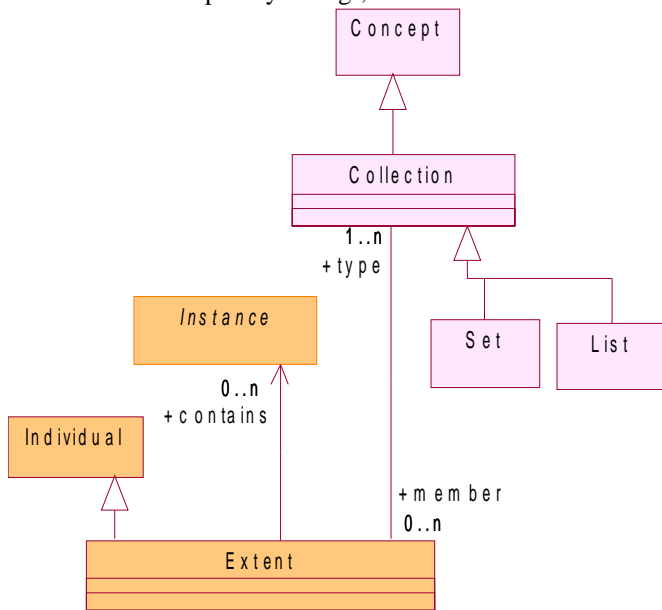 Concept
Collection
1..n
+type
Instance
Set
List
0..n
+contains
Individual
+member
0..n
Extent